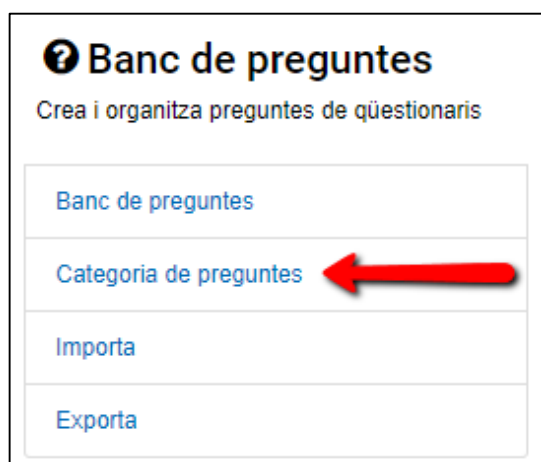 Banc de preguntes
Crea i organitza preguntes de qüestionaris
Banc de preguntes
Categoria de preguntes
Importa
Exporta